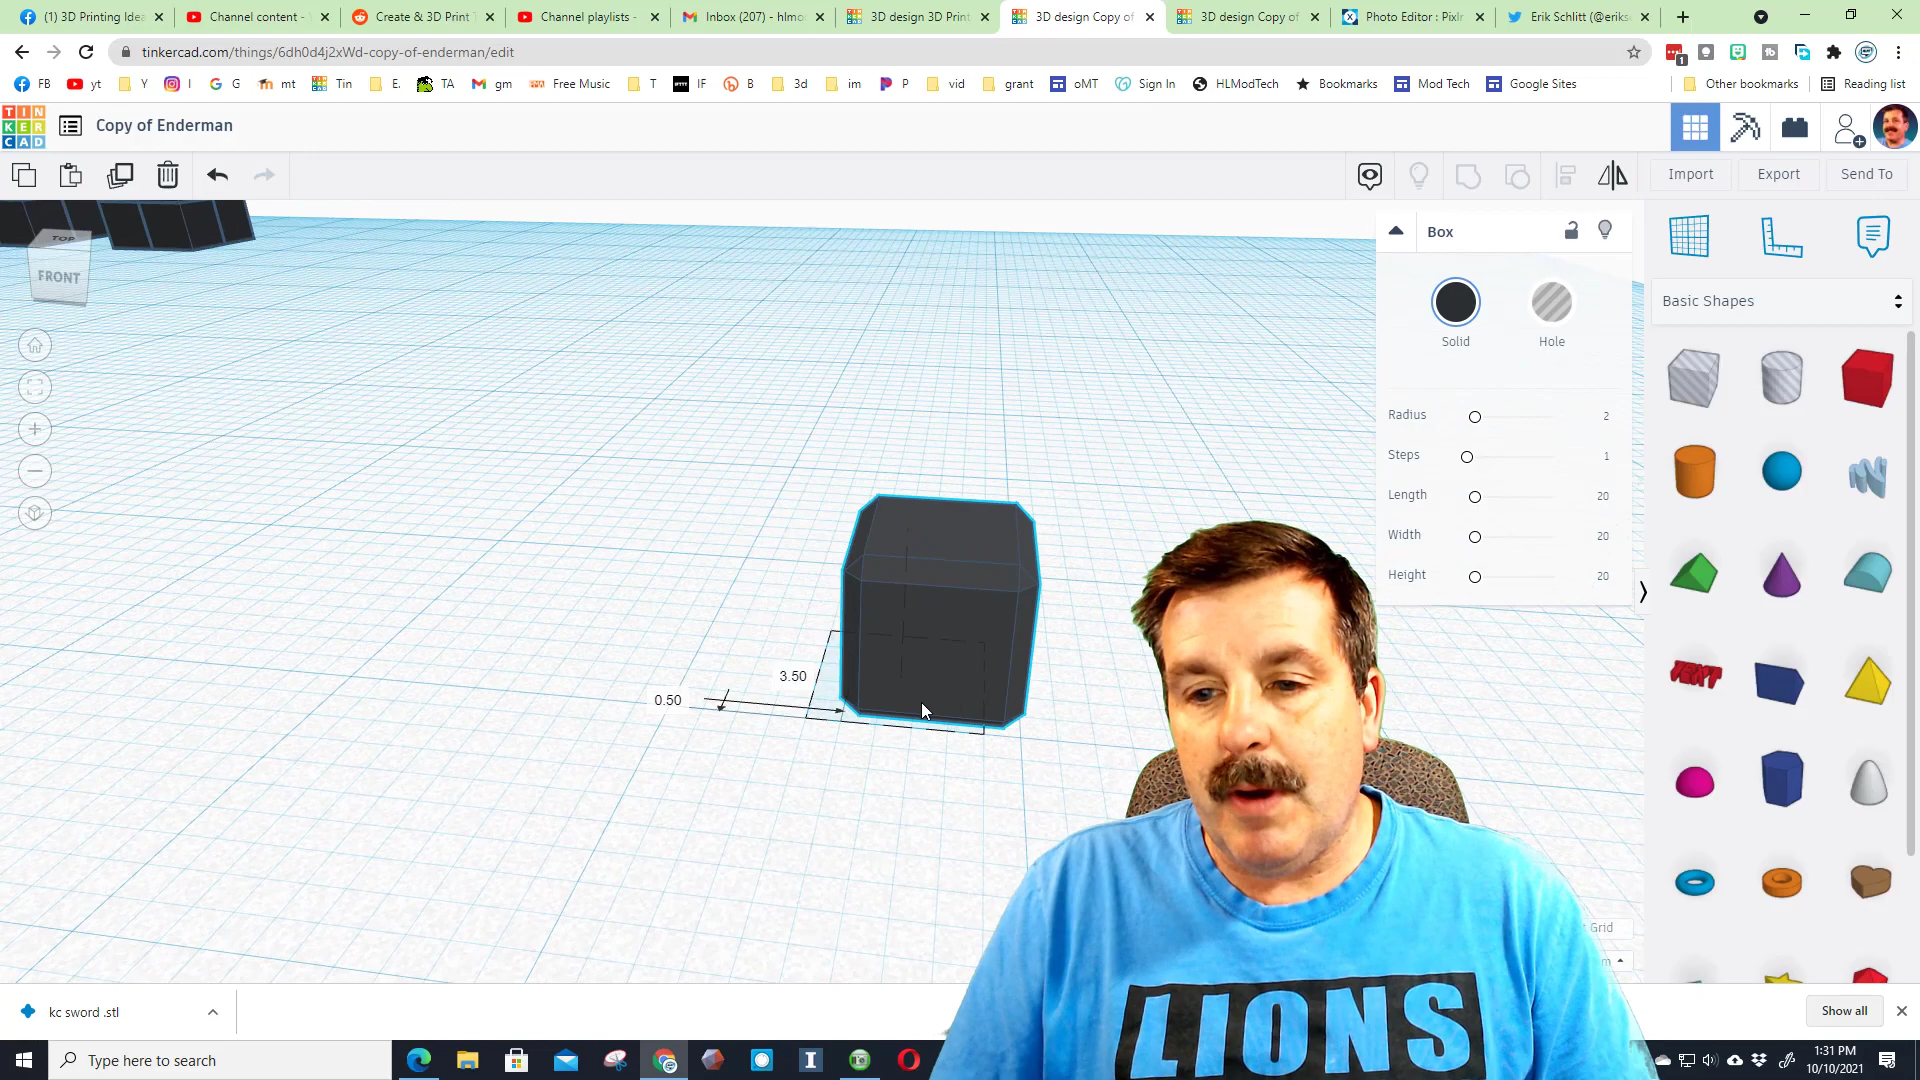 (1) 3D Printing Idea
Channel content -
Create & 3D Print
Channel playlists -
Inbox (207) - hlmo
3D design 3D Print
3D design Copy of
3D design Copy of
Photo Editor : Pixlr
Erik Schlitt (@eriks
tinkercad.com/things/6dh0d4j2xWd-copy-of-enderman/edit
1
FB
yt
Y
I
G
mt
Tin
E.
TA
gm
Free Music
T
IF
B
3d
im
P
vid
grant
oMT
Sign In
HLModTech
Bookmarks
Mod Tech
Google Sites
Other bookmarks
Reading list
TINKERCAD
Copy of Enderman
Import
Export
Send To
TOP
FRONT
Box
Solid
Hole
Radius 2
Steps 1
Length 20
Width 20
Height 20
Basic Shapes
TEXT
3.50
0.50
Grid
LIONS
kc sword .stl
Show all
Type here to search
1:31 PM
10/10/2021